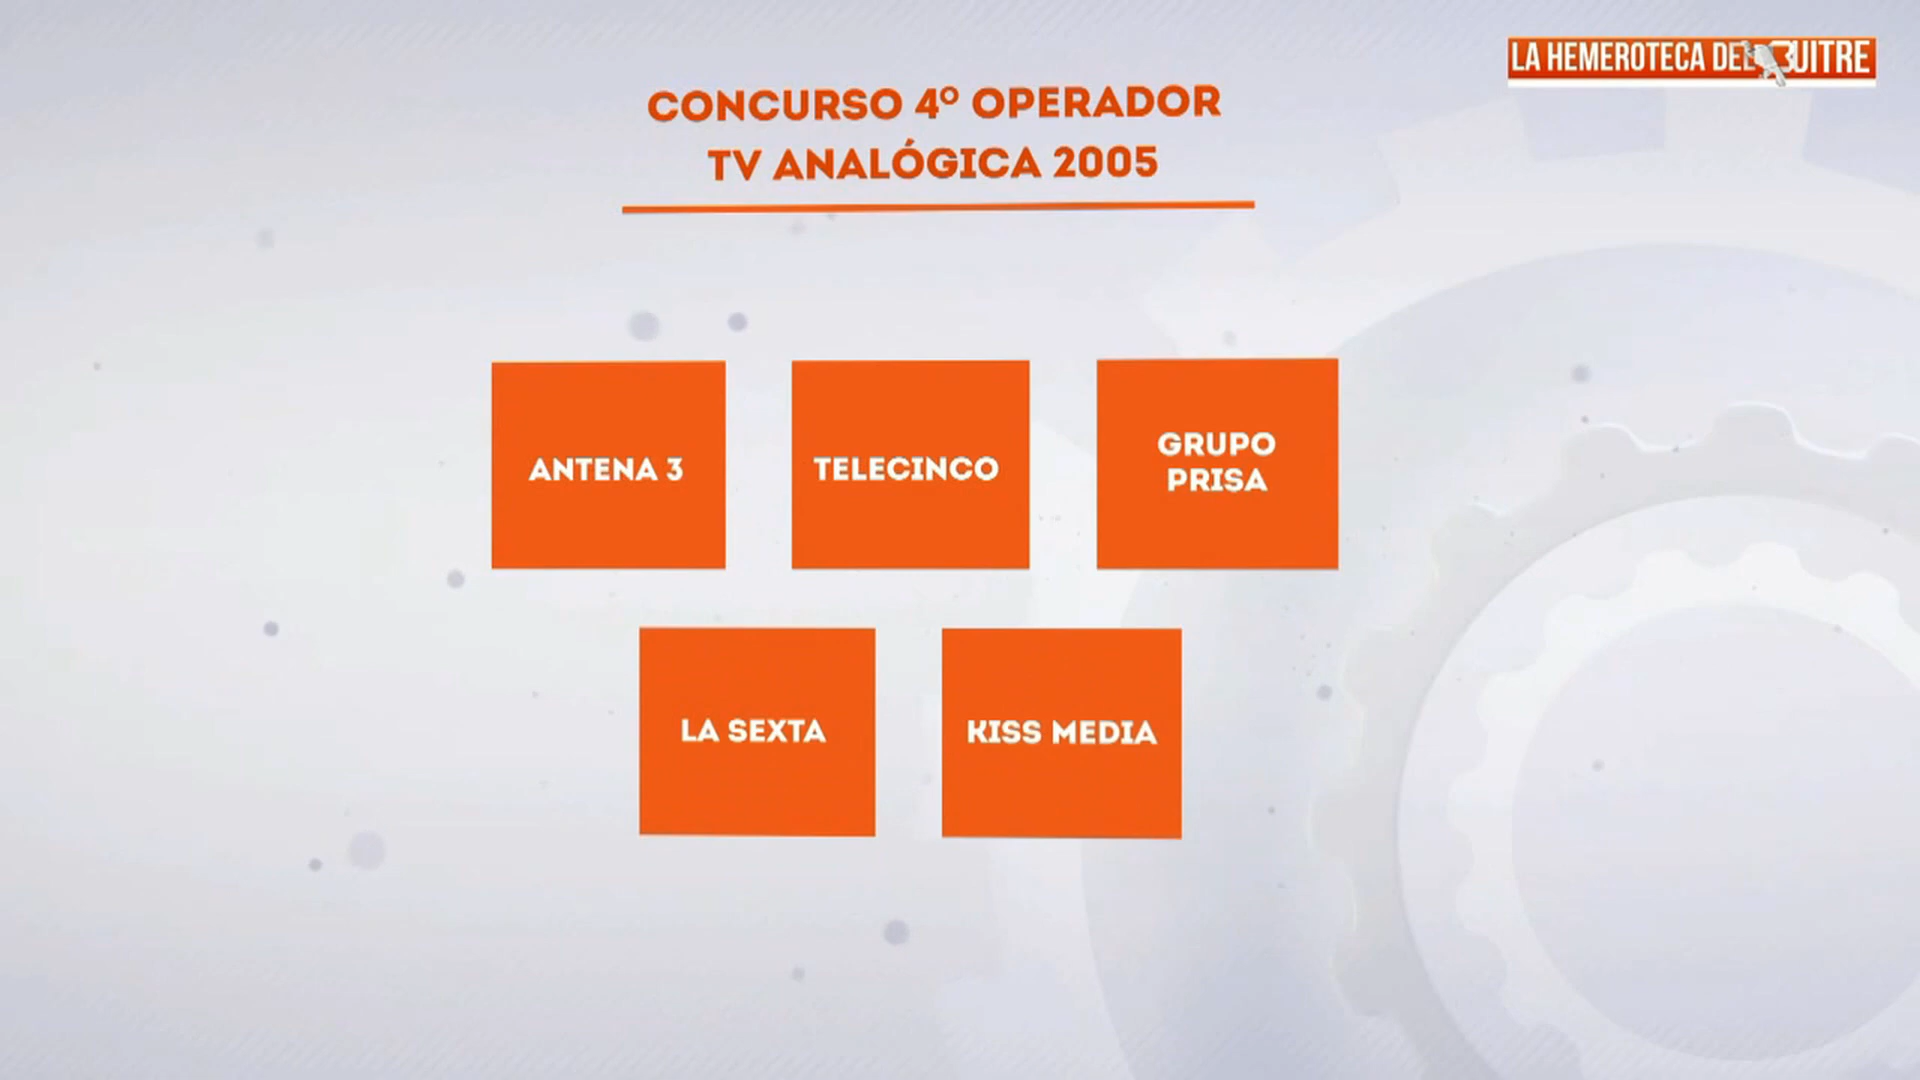 LA HEMEROTECA DEL BUITRE
CONCURSO 4º OPERADOR
TV ANALÓGICA 2005
ANTENA 3
TELECINCO
GRUPO
PRISA
LA SEXTA
KISS MEDIA